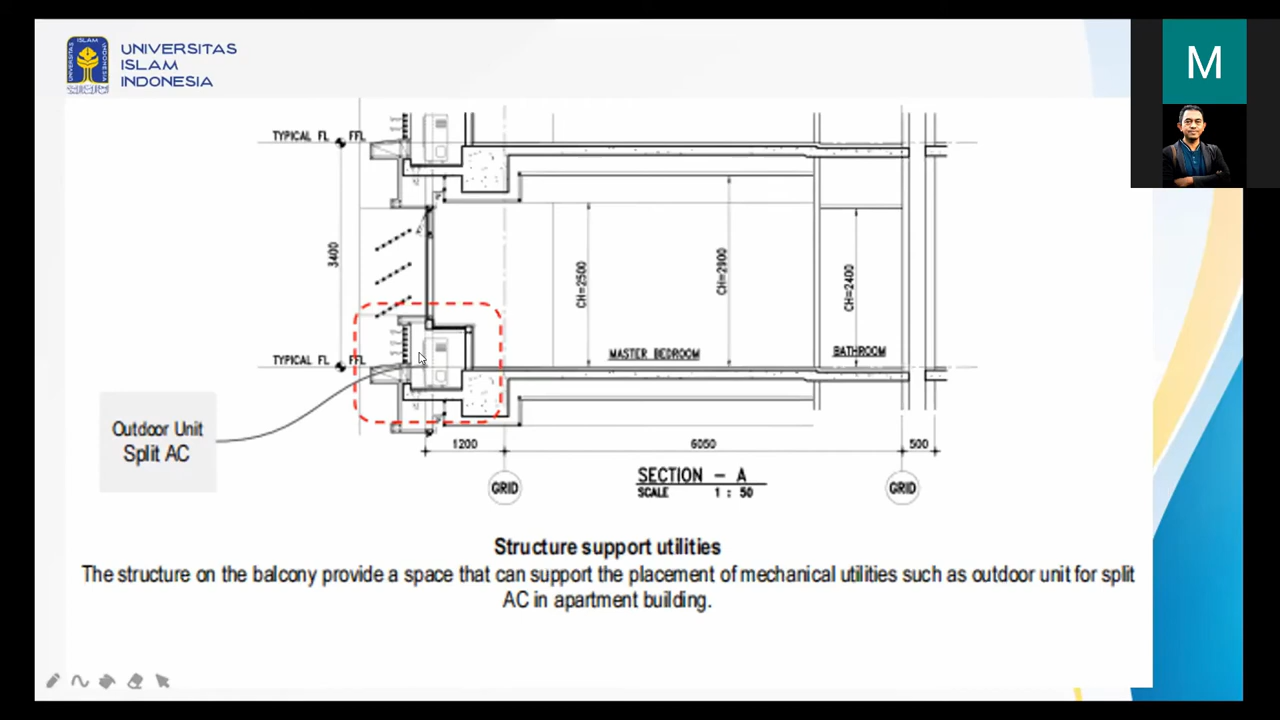 UNIVERSITAS
ISLAM
INDONESIA
M
TYPICAL FL FFL
3400
CH=2500
CH=2900
CH=2400
MASTER BEDROOM
BATHROOM
TYPICAL FL FFL
Outdoor Unit
Split AC
1200
6050
500
SECTION - A
SCALE 1 : 50
GRID
GRID
Structure support utilities
The structure on the balcony provide a space that can support the placement of mechanical utilities such as outdoor unit for split
AC in apartment building.